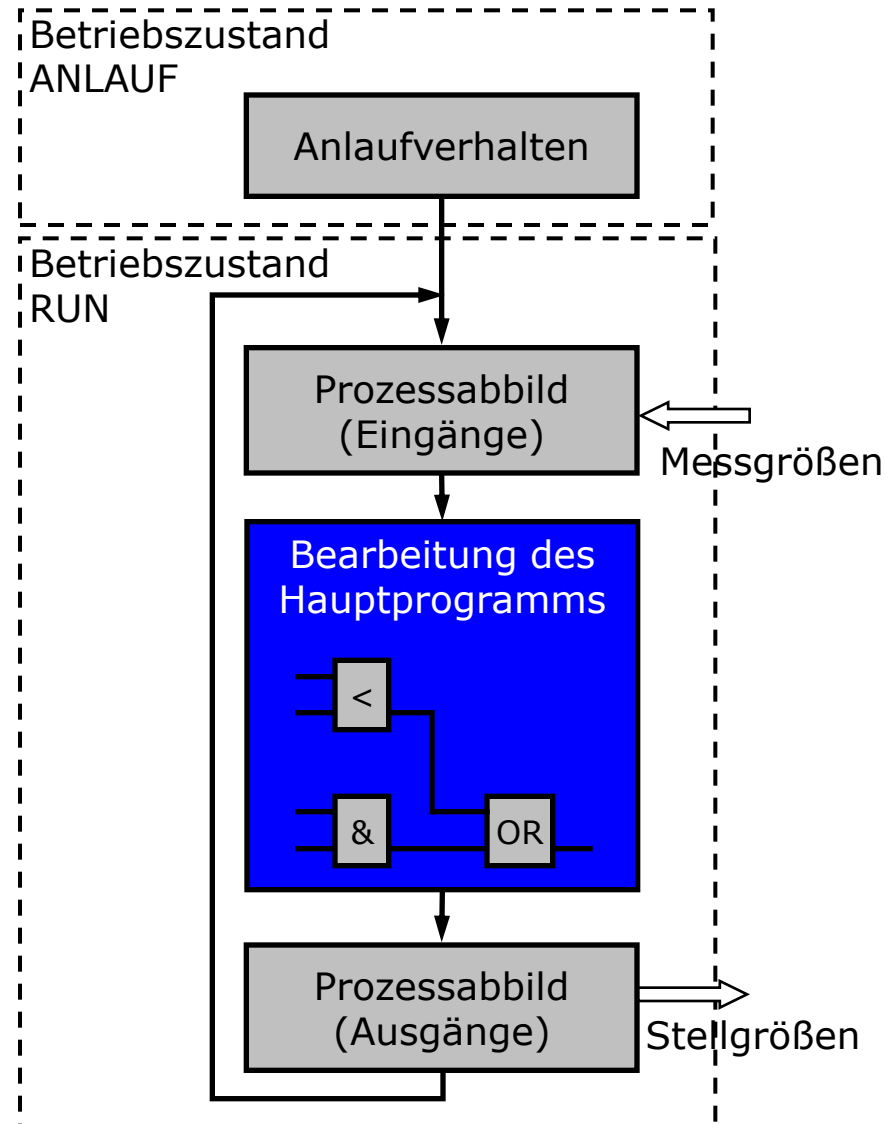 Betriebszustand
ANLAUF
Anlaufverhalten
Betriebszustand
RUN
Prozessabbild
(Eingänge)
Messgrößen
Bearbeitung des
Hauptprogramms
<
&
OR
Prozessabbild
(Ausgänge)
Stellgrößen